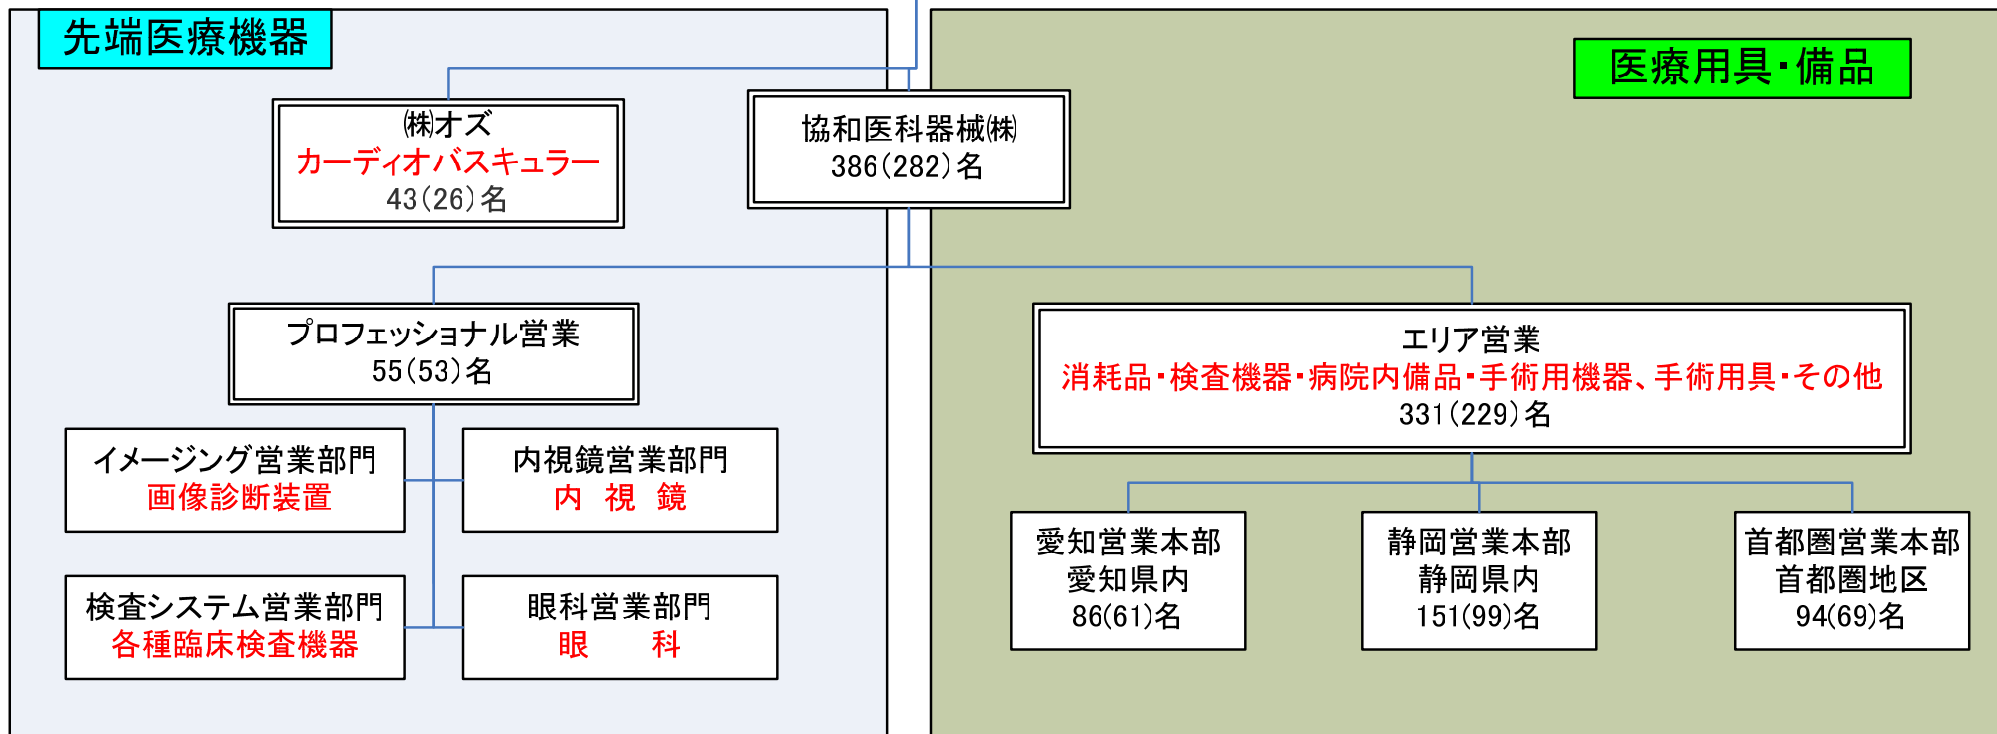 先端医療機器
医療用具・備品
㈱オズ
カーディオバスキュラー
43(26)名
協和医科器械㈱
386(282)名
プロフェッショナル営業
55(53)名
エリア営業
消耗品・検査機器・病院内備品・手術用機器、手術用具・その他
331(229)名
イメージング営業部門
画像診断装置
内視鏡営業部門
内 視 鏡
検査システム営業部門
各種臨床検査機器
眼科営業部門
眼 科
愛知営業本部
愛知県内
86(61)名
静岡営業本部
静岡県内
151(99)名
首都圏営業本部
首都圏地区
94(69)名